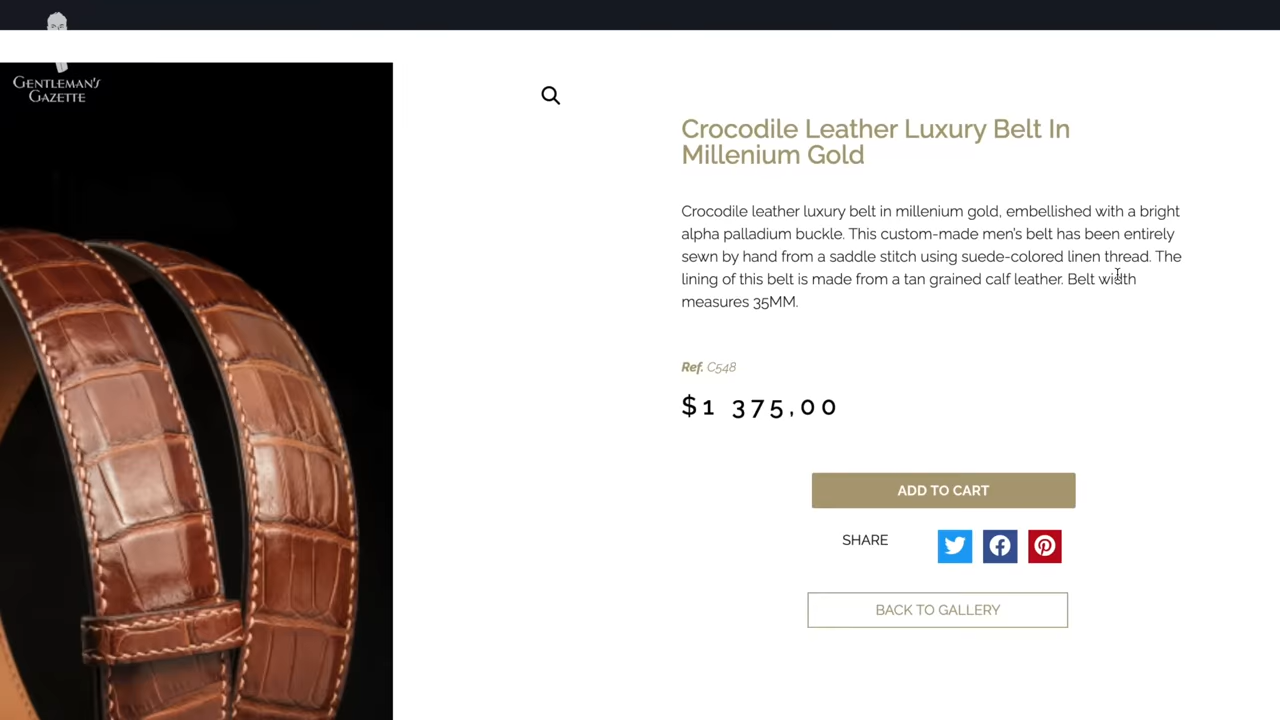 GENTLEMAN'S
GAZETTE
Crocodile Leather Luxury Belt In
Millenium Gold
Crocodile leather luxury belt in millenium gold, embellished with a bright
alpha palladium buckle. This custom-made men's belt has been entirely
sewn by hand from a saddle stitch using suede-colored linen thread. The
lining of this belt is made from a tan grained calf leather. Belt width
measures 35MM.
Ref. C548
$1 375,00
ADD TO CART
SHARE
BACK TO GALLERY